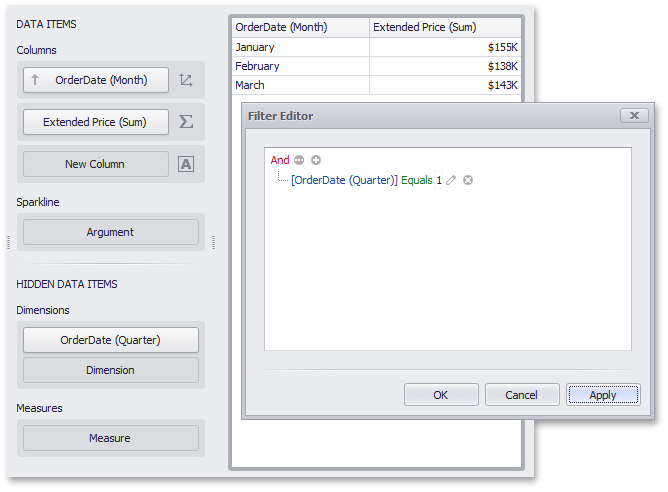 DATA ITEMS
Columns
OrderDate (Month)
Extended Price (Sum)
New Column
A
Sparkline
Argument
HIDDEN DATA ITEMS
Dimensions
OrderDate (Quarter)
Dimension
Measures
Measure
OrderDate (Month) Extended Price (Sum)
January $155K
February $138K
March $143K
Filter Editor
And
[OrderDate (Quarter)] Equals 1
OK Cancel Apply